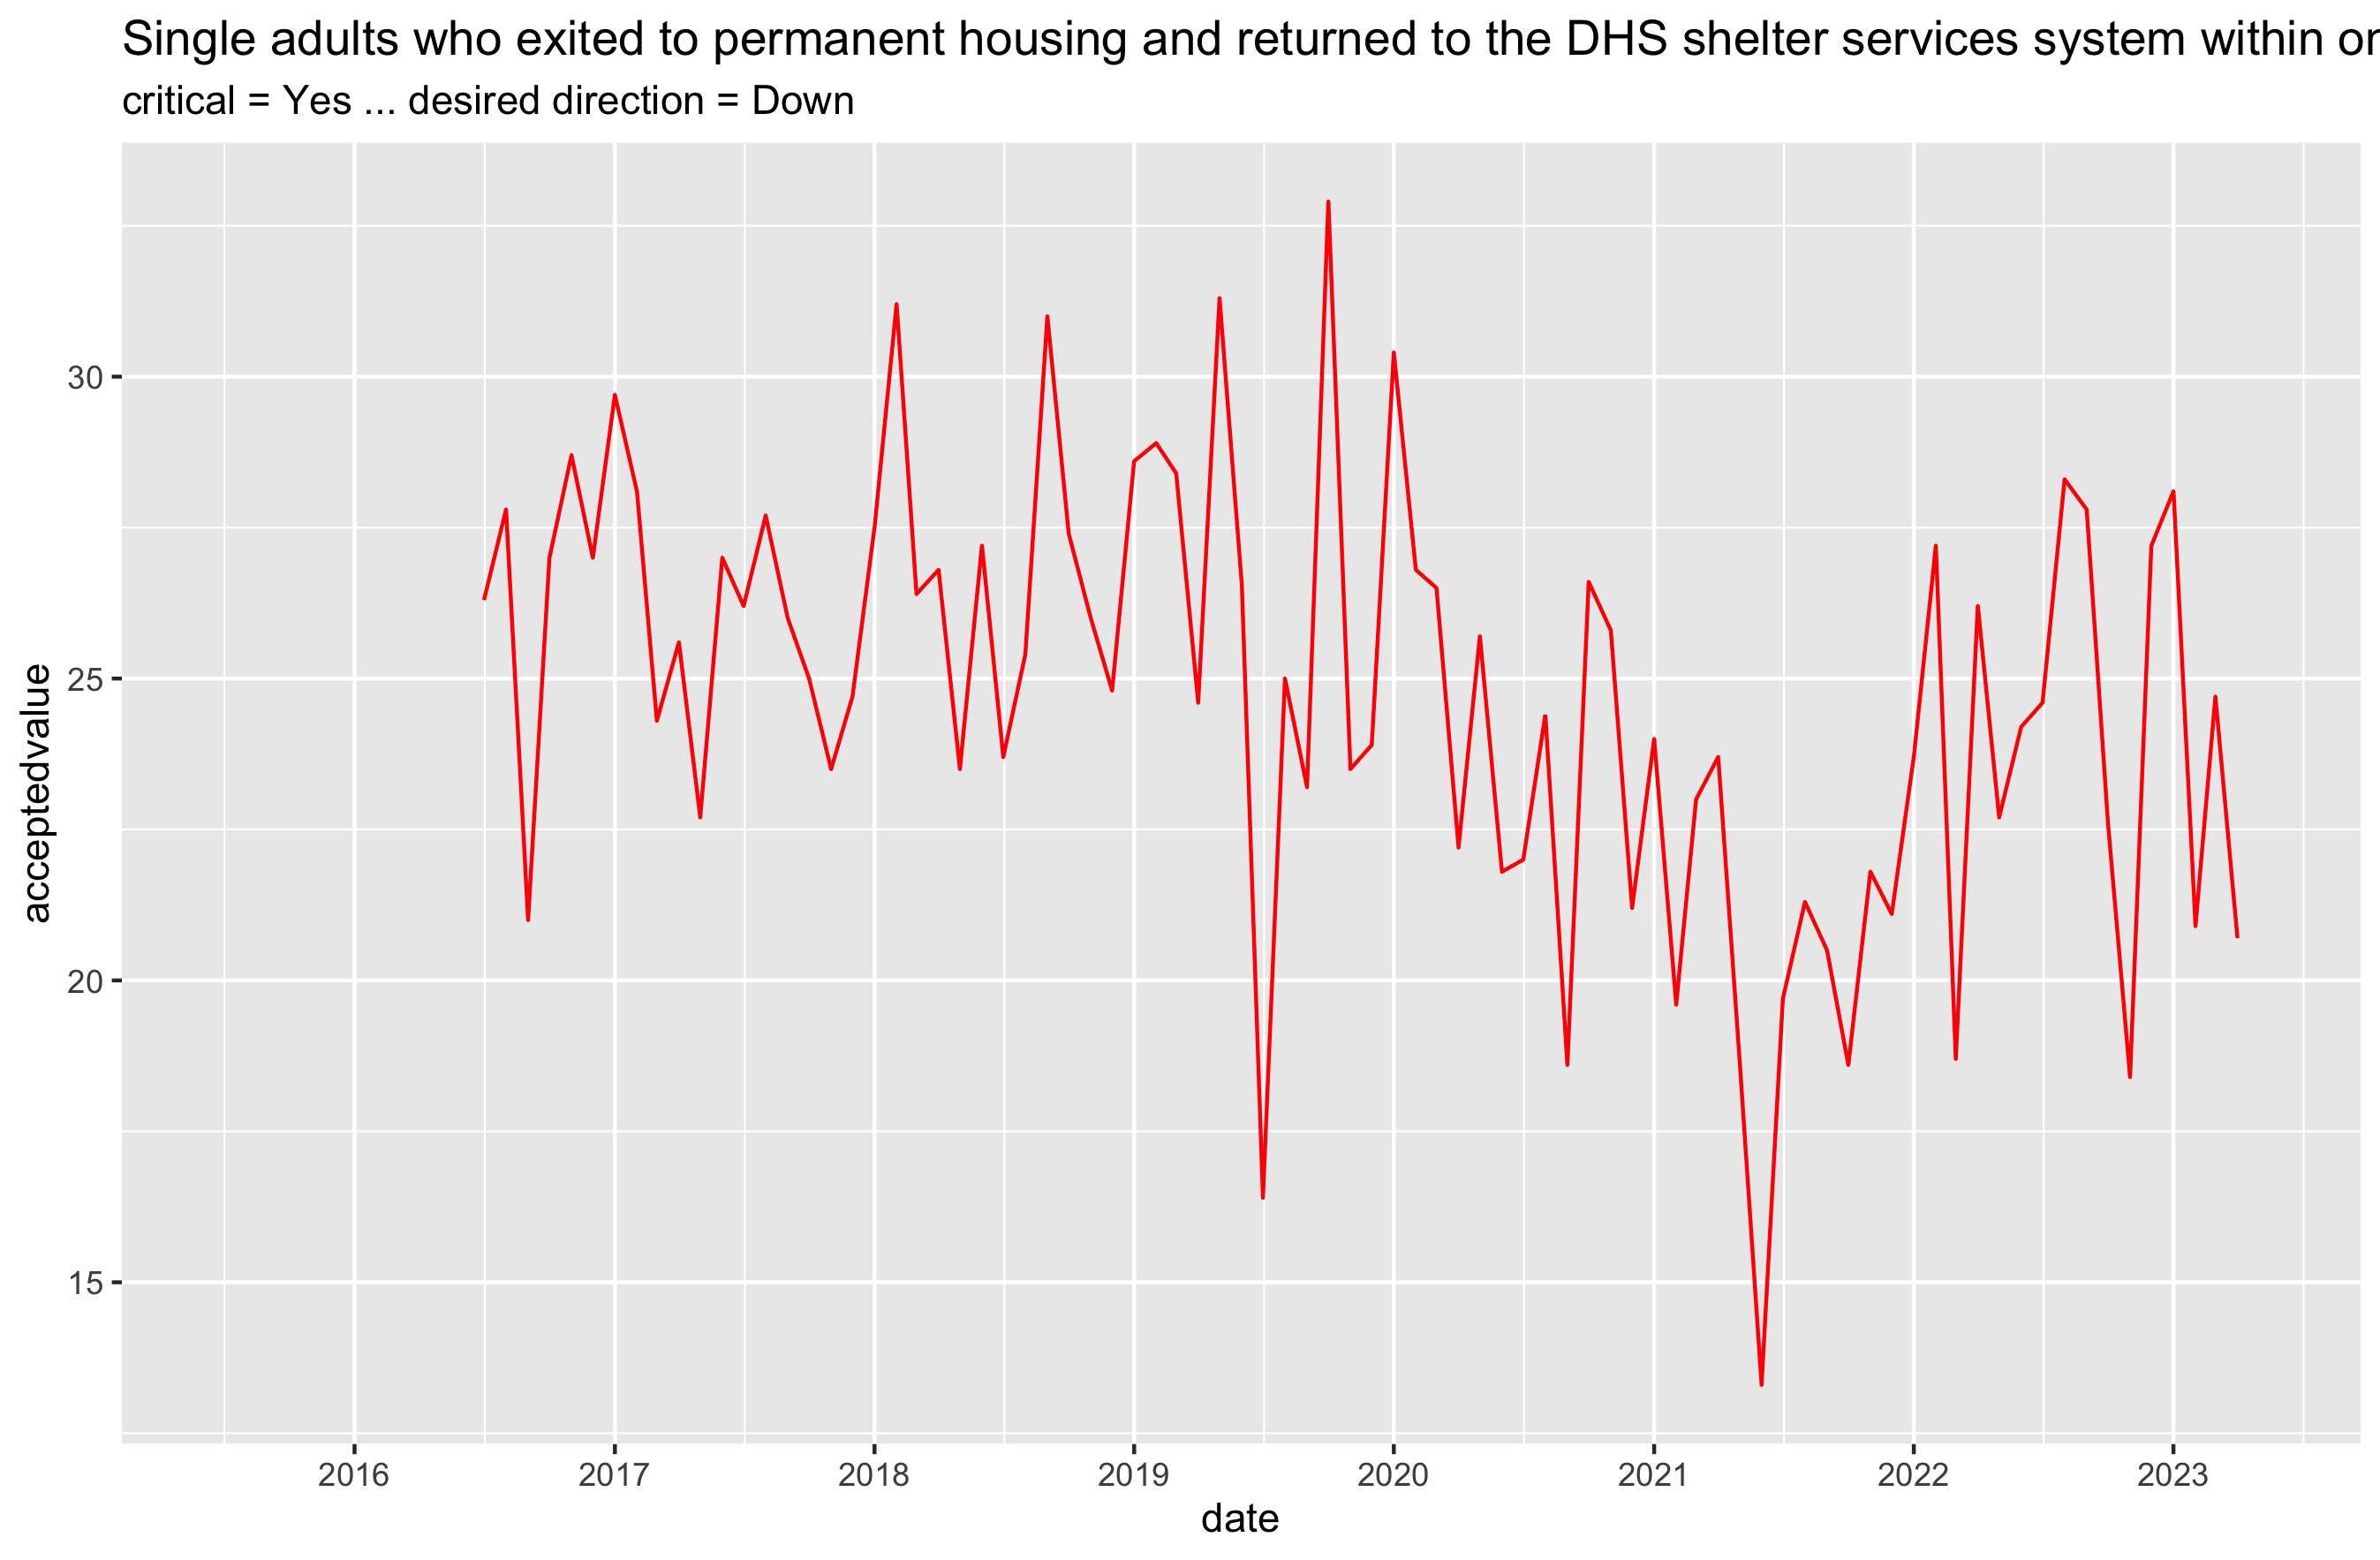 Single adults who exited to permanent housing and returned to the DHS shelter services system within
critical = Yes ... desired direction = Down
acceptedvalue
30
25
20
15
2016 2017 2018 2019 2020 2021 2022 2023
date